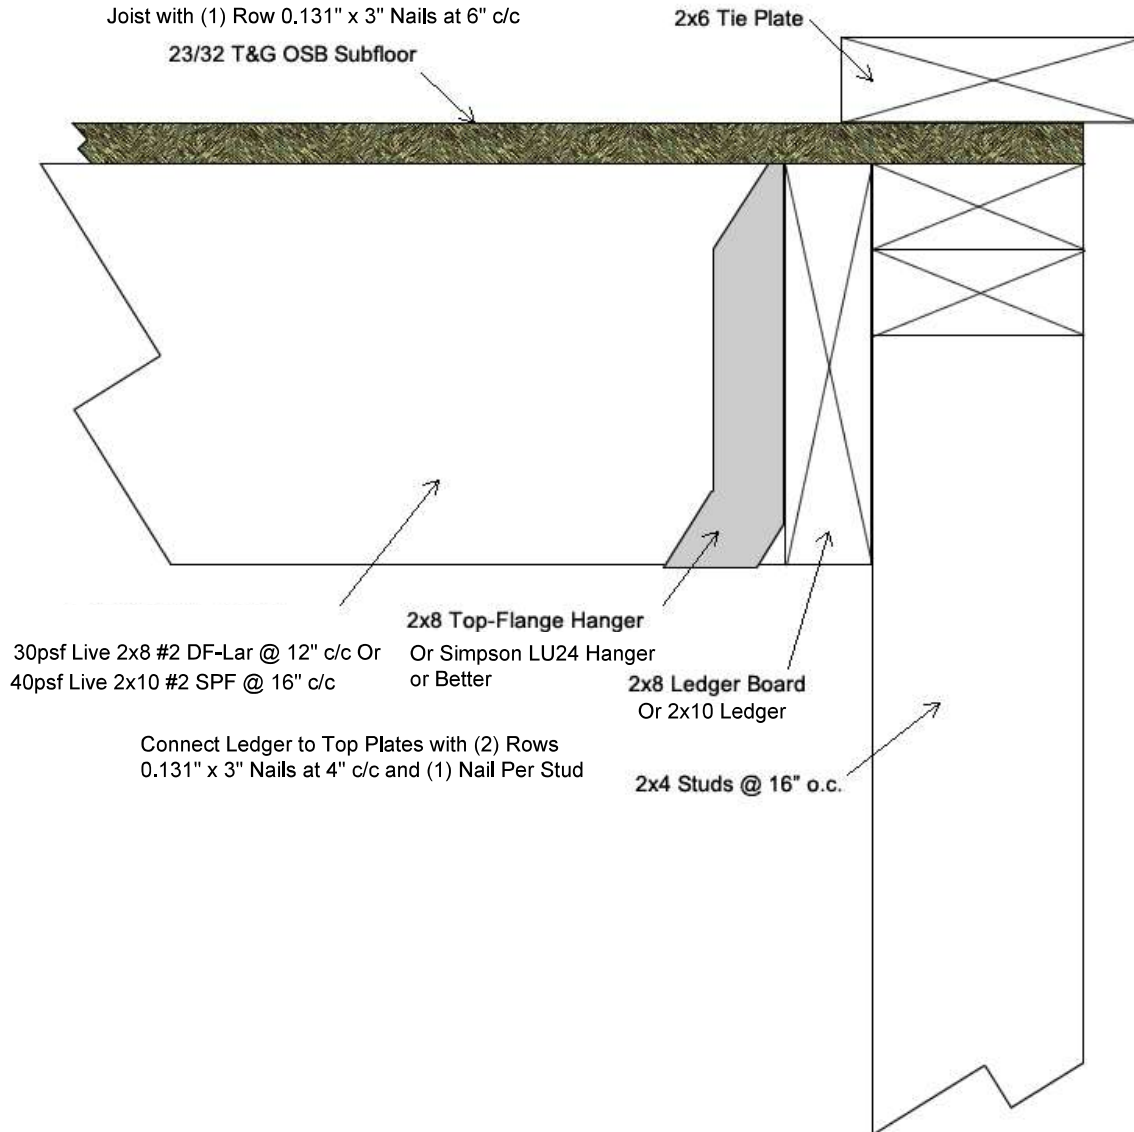 Joist with (1) Row 0.131" x 3" Nails at 6" c/c
2x6 Tie Plate
23/32 T&G OSB Subfloor
30psf Live 2x8 #2 DF-Lar @ 12" c/c Or
40psf Live 2x10 #2 SPF @ 16" c/c
2x8 Top-Flange Hanger
Or Simpson LU24 Hanger
or Better
2x8 Ledger Board
Or 2x10 Ledger
Connect Ledger to Top Plates with (2) Rows
0.131" x 3" Nails at 4" c/c and (1) Nail Per Stud
2x4 Studs @ 16" o.c.